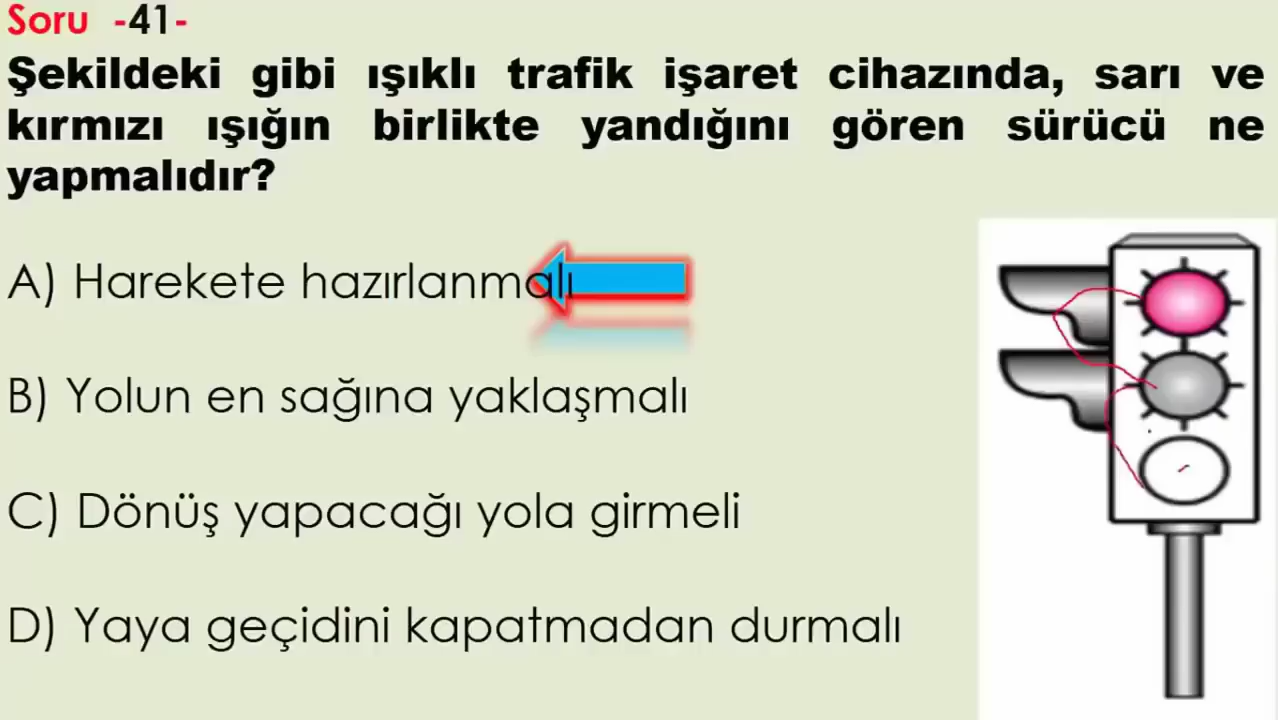 Soru -41-
Şekildeki gibi ışıklı trafik işaret cihazında, sarı ve
kırmızı ışığın birlikte yandığını gören sürücü ne
yapmalıdır?
A) Harekete hazırlanmalı
B) Yolun en sağına yaklaşmalı
C) Dönüş yapacağı yola girmeli
D) Yaya geçidini kapatmadan durmalı